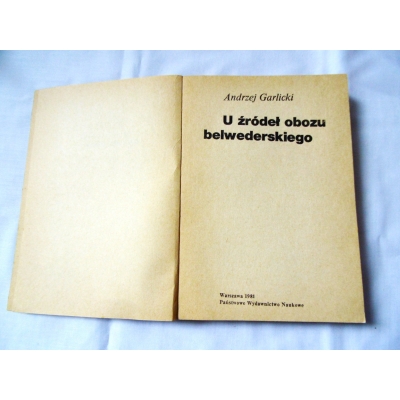 Andrzej Garlicki
U źródeł obozu
belwederskiego
Warszawa 1981
Państwowe Wydawnictwo Naukowe